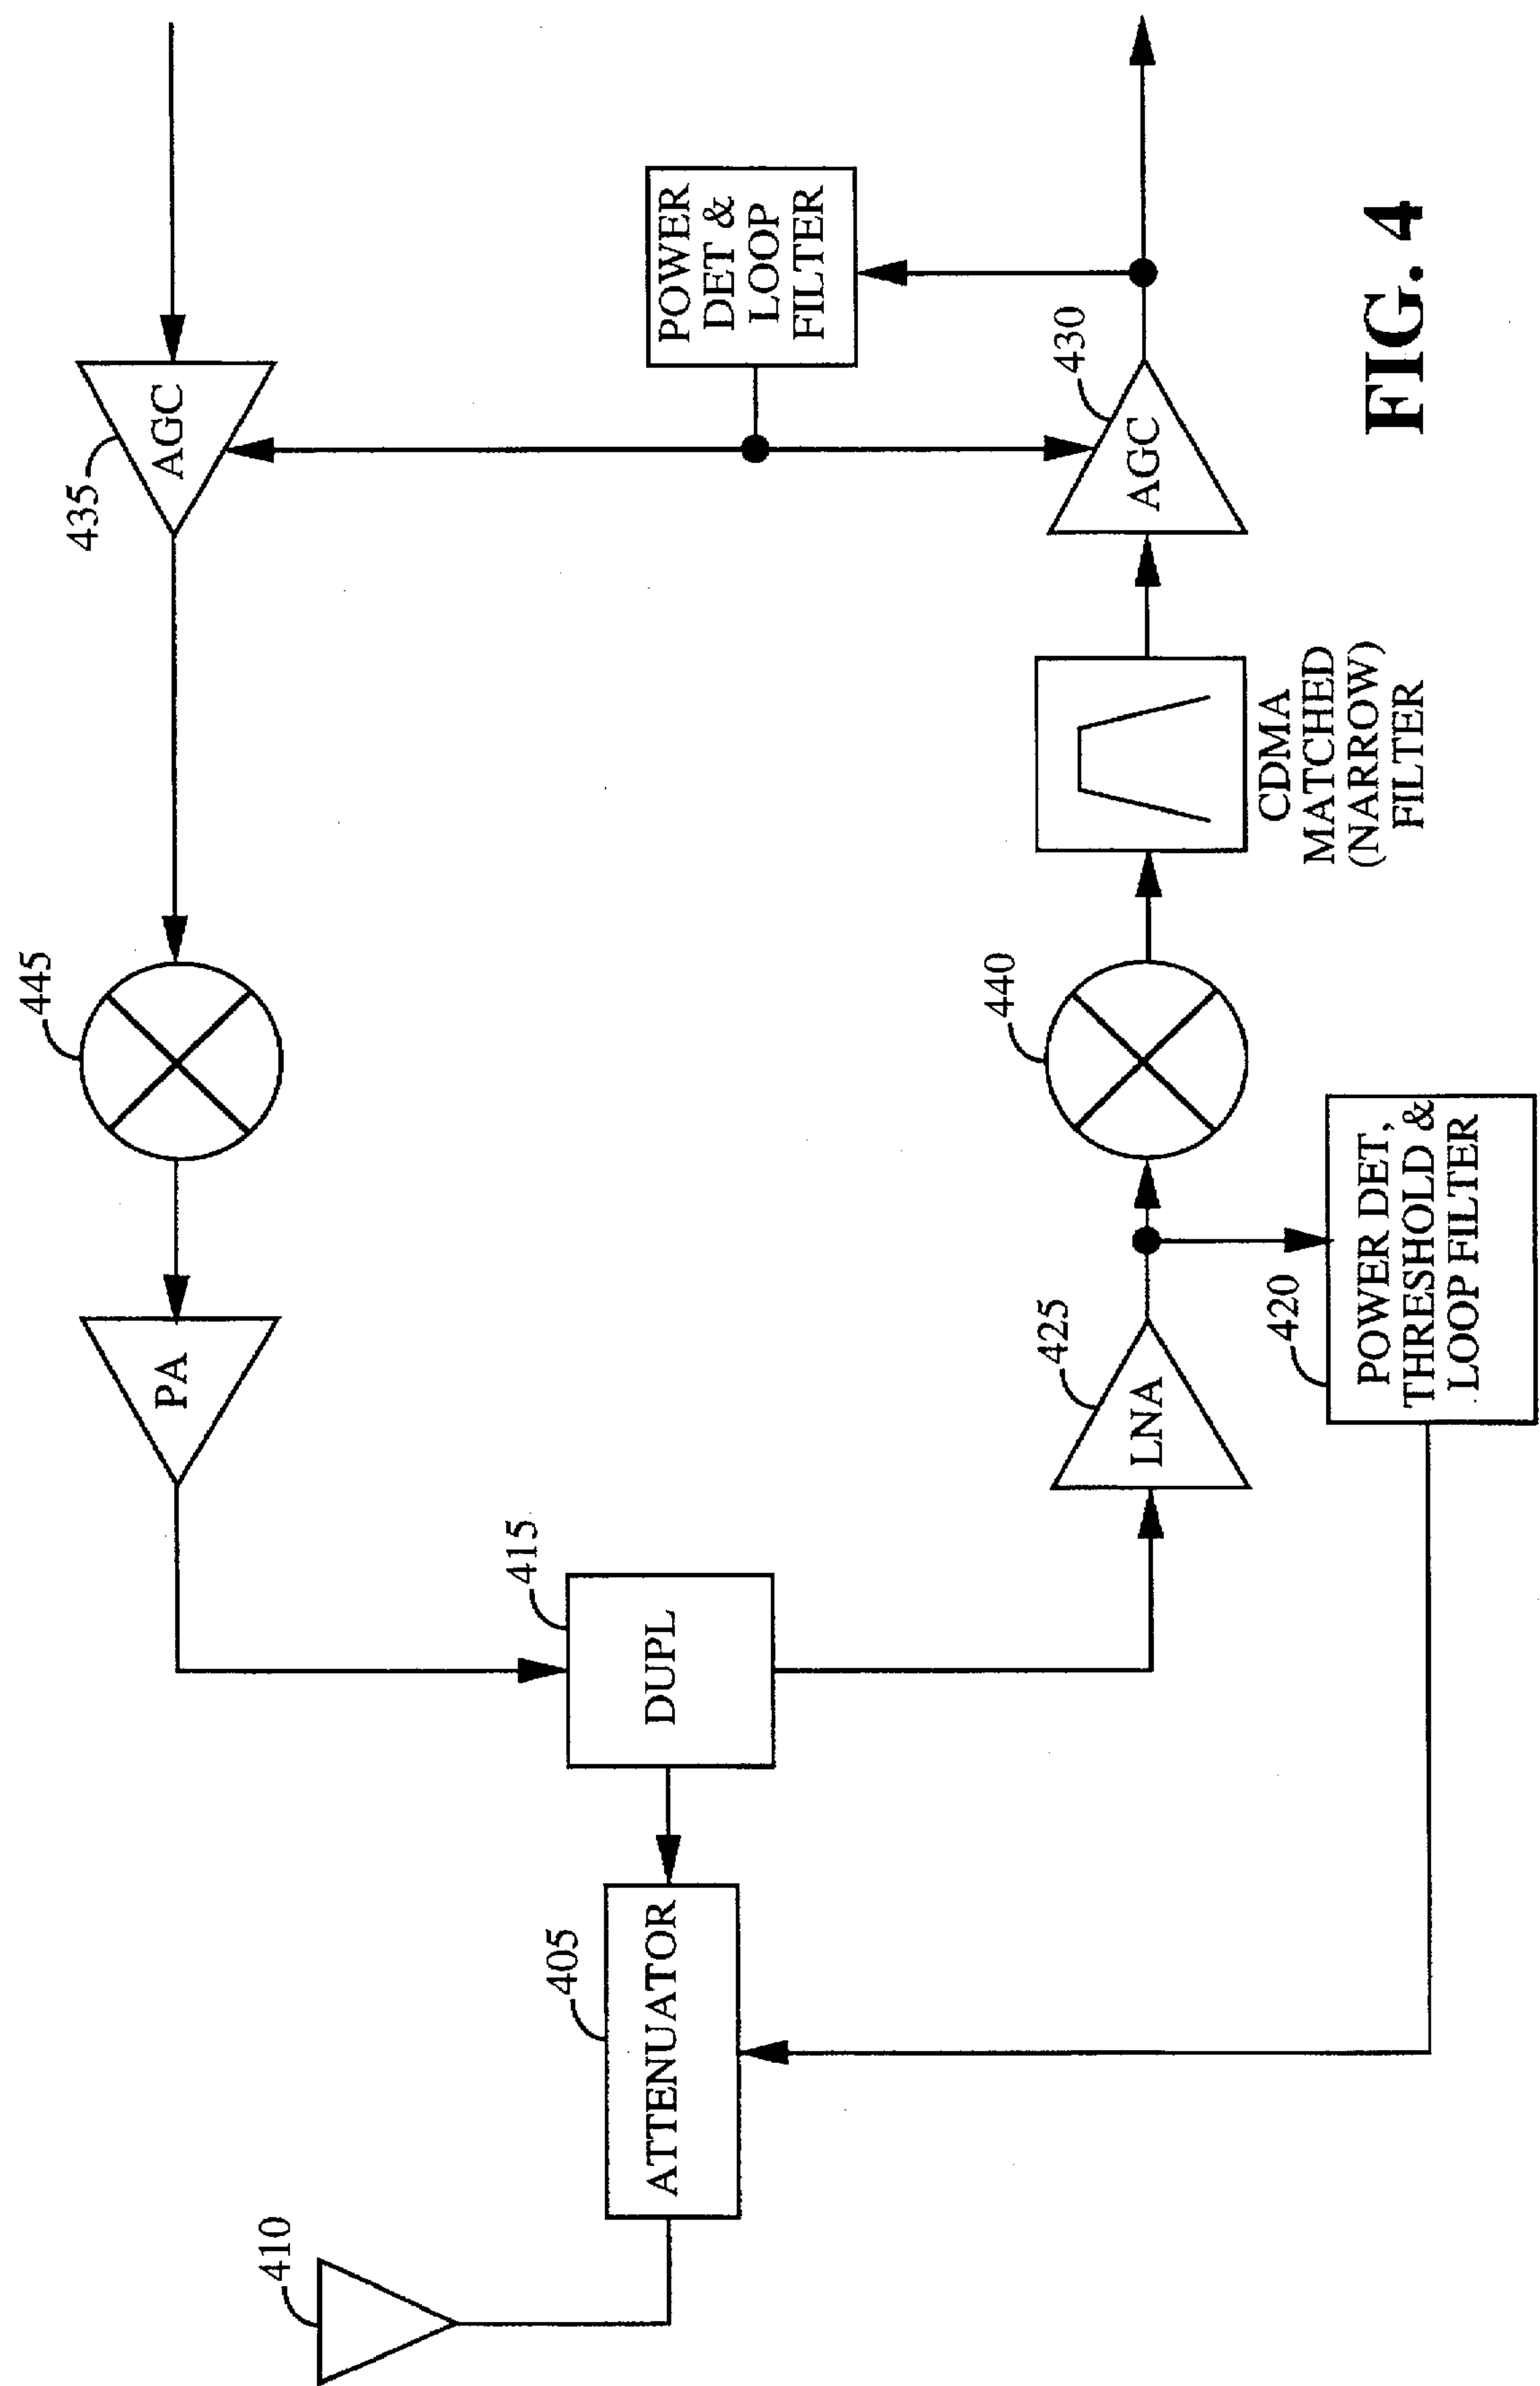 410
405
ATTENUATOR
415
DUPL
PA
445
435
AGC
POWER
DET &
LOOP
FILTER
425
LNA
420
POWER DET,
THRESHOLD &
LOOP FILTER
440
CDMA
MATCHED
(NARROW)
FILTER
430
AGC
FIG. 4